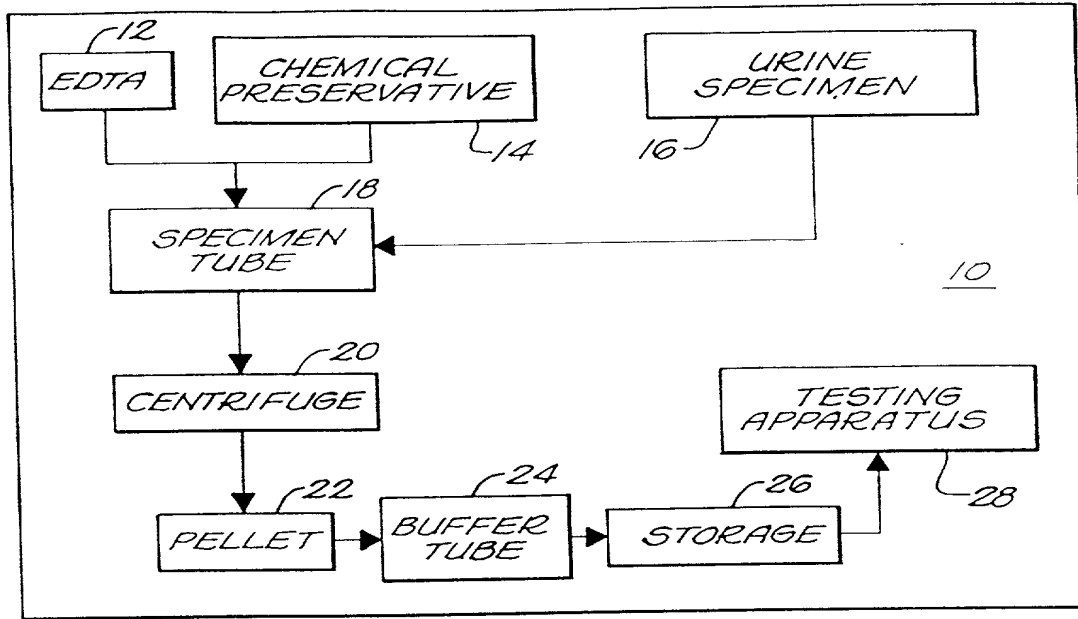 12
EDTA
CHEMICAL
PRESERVATIVE
14
URINE
SPECIMEN
16
18
SPECIMEN
TUBE
10
20
CENTRIFUGE
TESTING
APPARATUS
28
22
PELLET
24
BUFFER
TUBE
26
STORAGE